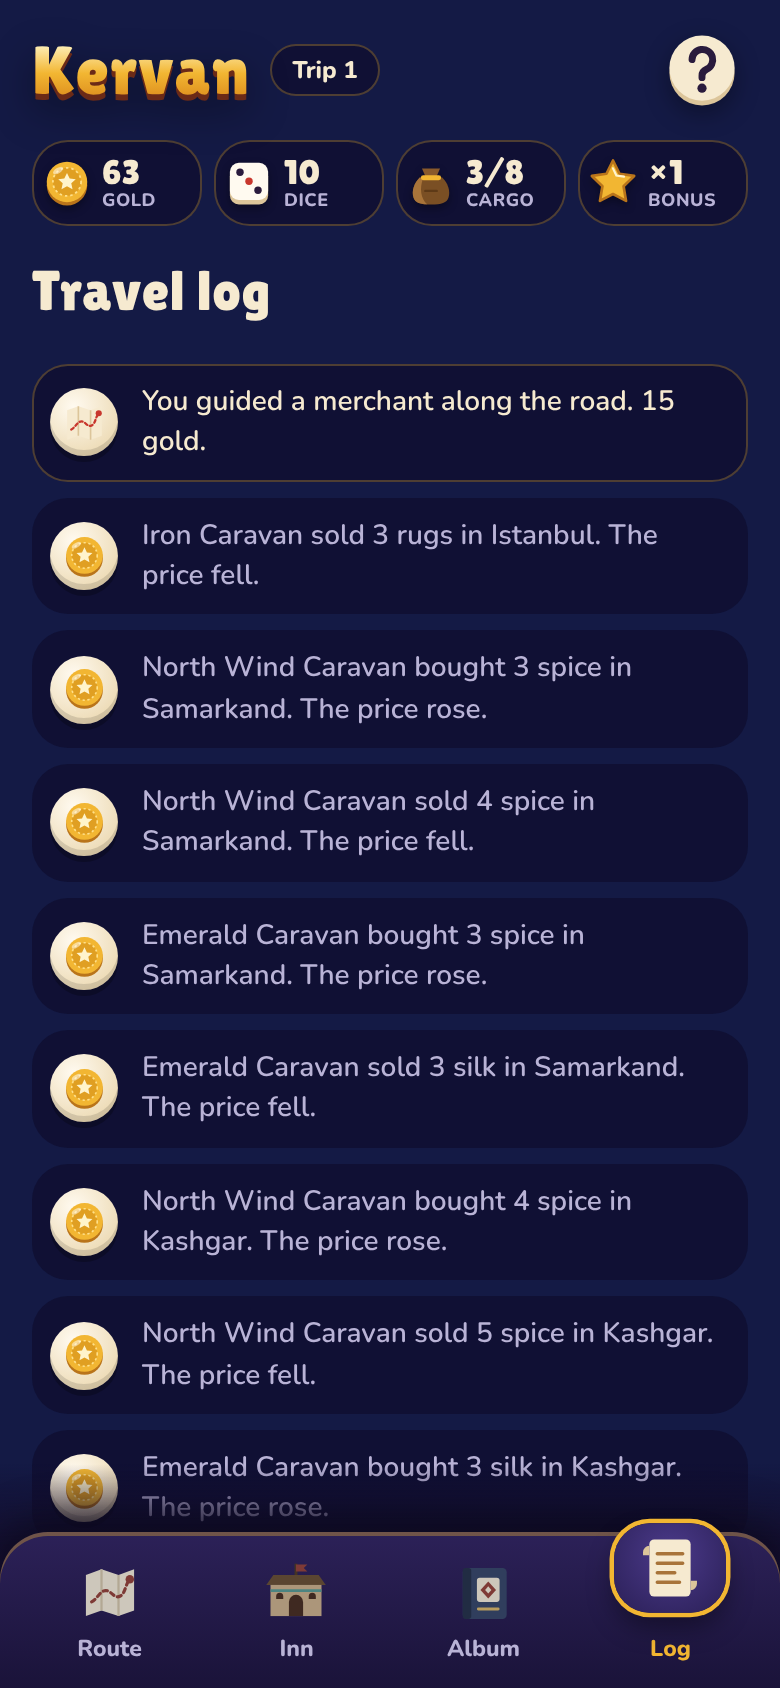 Kervan
Trip 1
?
63
GOLD
10
DICE
3/8
CARGO
×1
BONUS
Travel log
You guided a merchant along the road. 15
gold.
Iron Caravan sold 3 rugs in Istanbul. The
price fell.
North Wind Caravan bought 3 spice in
Samarkand. The price rose.
North Wind Caravan sold 4 spice in
Samarkand. The price fell.
Emerald Caravan bought 3 spice in
Samarkand. The price rose.
Emerald Caravan sold 3 silk in Samarkand.
The price fell.
North Wind Caravan bought 4 spice in
Kashgar. The price rose.
North Wind Caravan sold 5 spice in Kashgar.
The price fell.
Emerald Caravan bought 3 silk in Kashgar.
The price rose.
Route
Inn
Album
Log